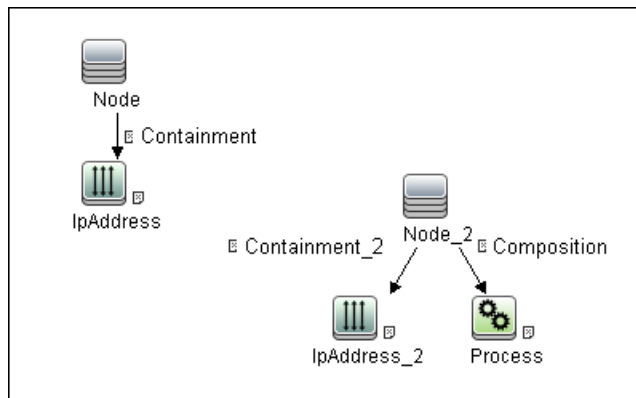 Node
Containment
IpAddress
Node_2
Containment_2
Composition
IpAddress_2
Process